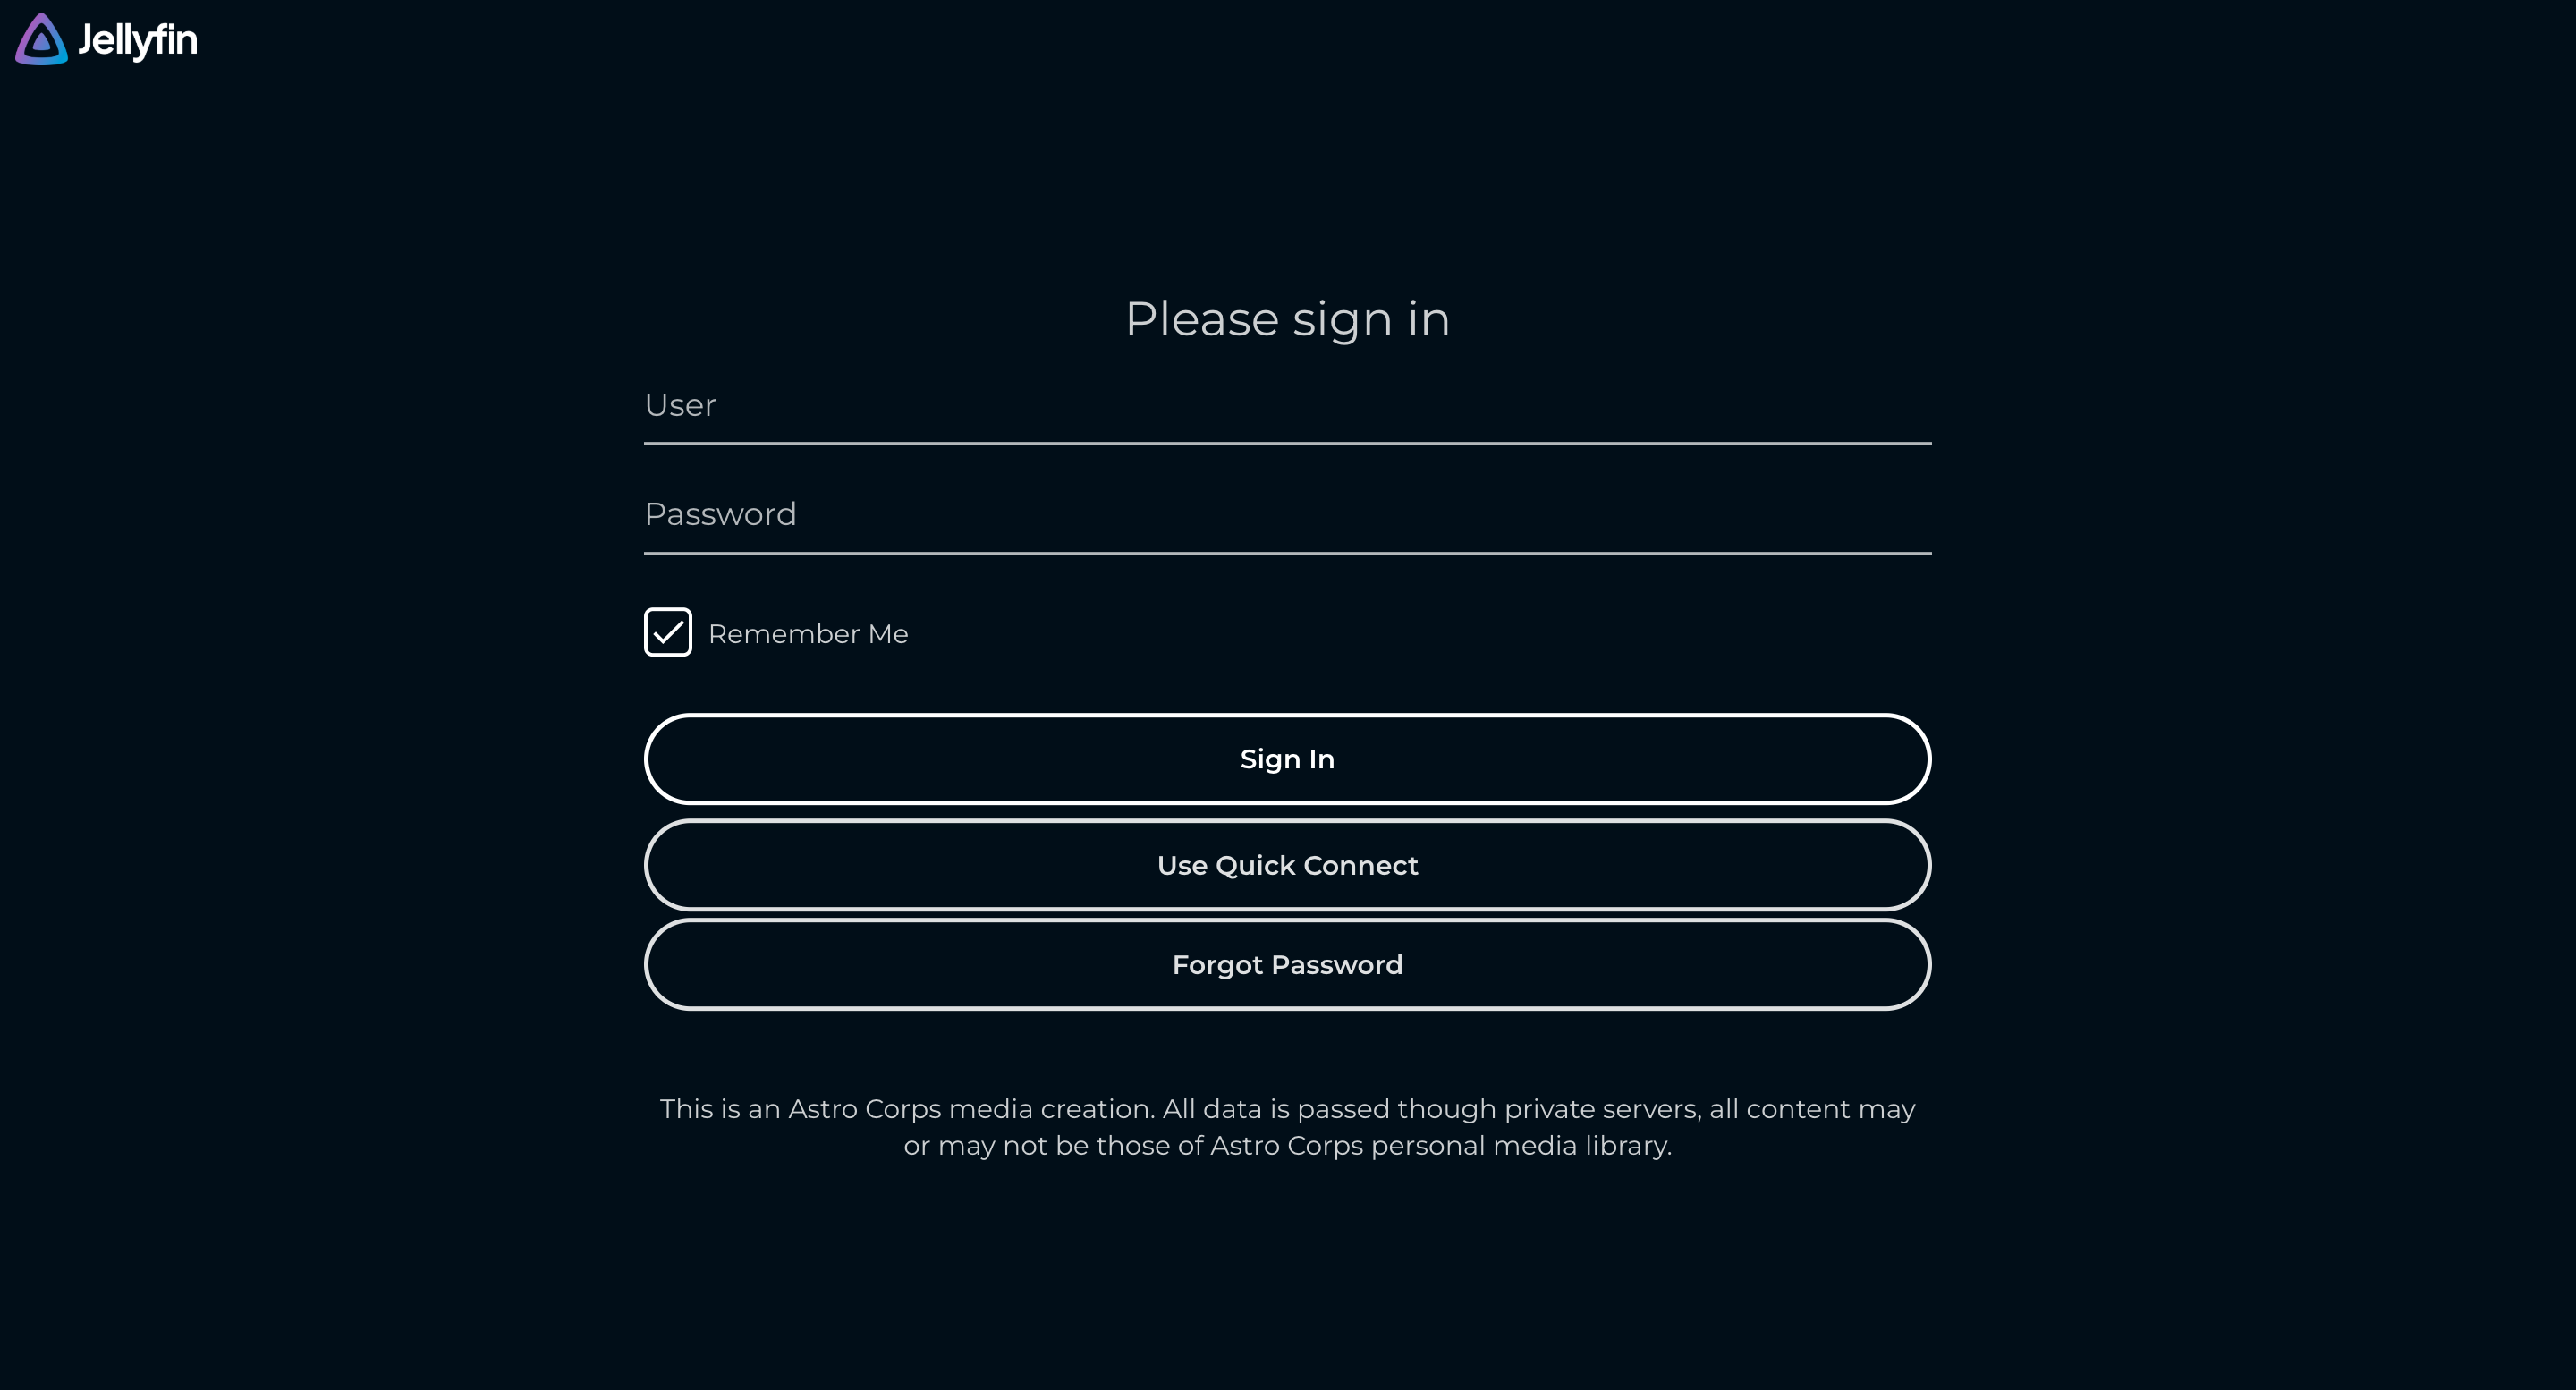 Jellyfin
Please sign in
User
Password
Remember Me
Sign In
Use Quick Connect
Forgot Password
This is an Astro Corps media creation. All data is passed though private servers, all content may
or may not be those of Astro Corps personal media library.